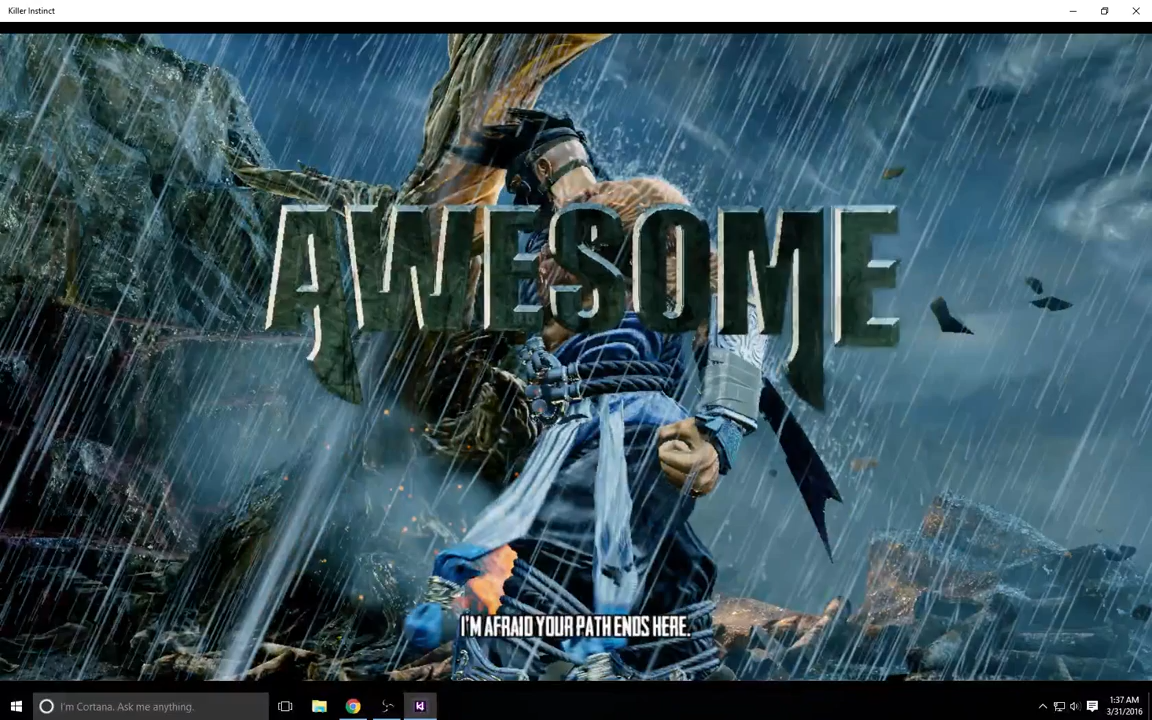 Killer Instinct
AWESOME
I'M AFRAID YOUR PATH ENDS HERE.
I'm Cortana. Ask me anything.
1:37 AM
3/31/2016